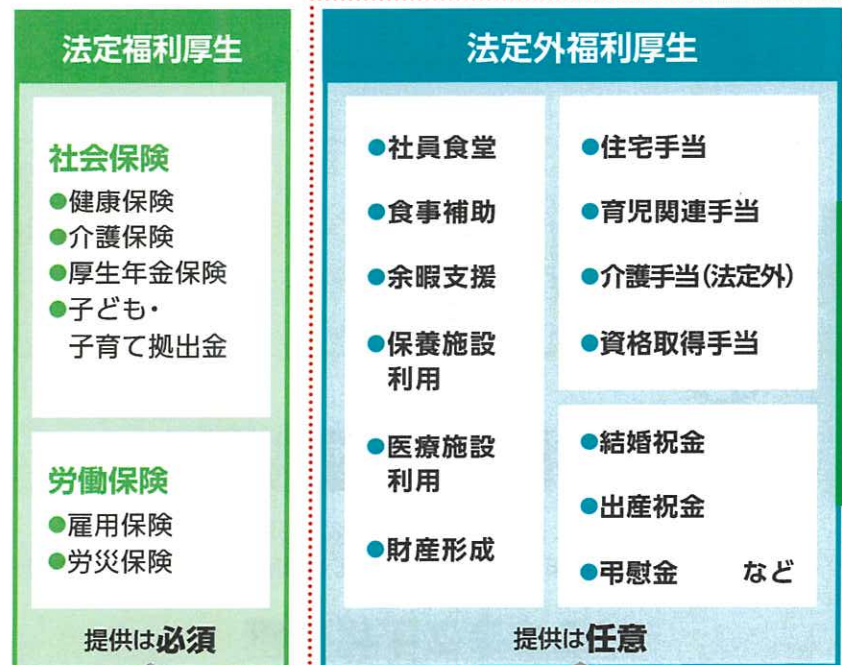 法定福利厚生
社会保険
●健康保険
●介護保険
●厚生年金保険
●子ども・
子育て拠出金
労働保険
●雇用保険
●労災保険
提供は必須
法定外福利厚生
●社員食堂
●食事補助
●余暇支援
●保養施設
利用
●医療施設
利用
●財産形成
●住宅手当
●育児関連手当
●介護手当(法定外)
●資格取得手当
●結婚祝金
●出産祝金
●弔慰金 など
提供は任意